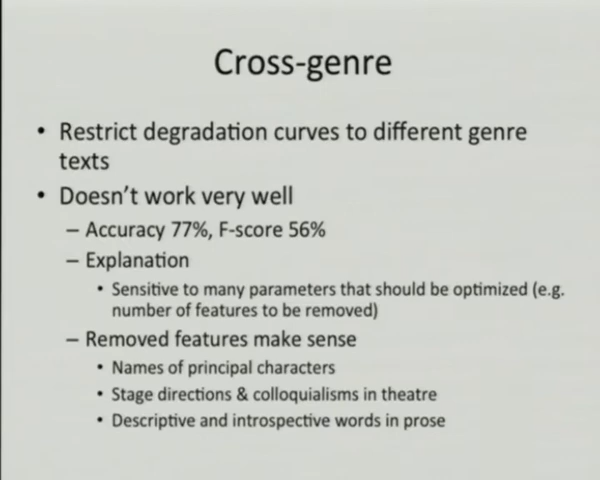 Cross-genre
• Restrict degradation curves to different genre
texts
• Doesn't work very well
– Accuracy 77%, F-score 56%
– Explanation
• Sensitive to many parameters that should be optimized (e.g.
number of features to be removed)
– Removed features make sense
• Names of principal characters
• Stage directions & colloquialisms in theatre
• Descriptive and introspective words in prose